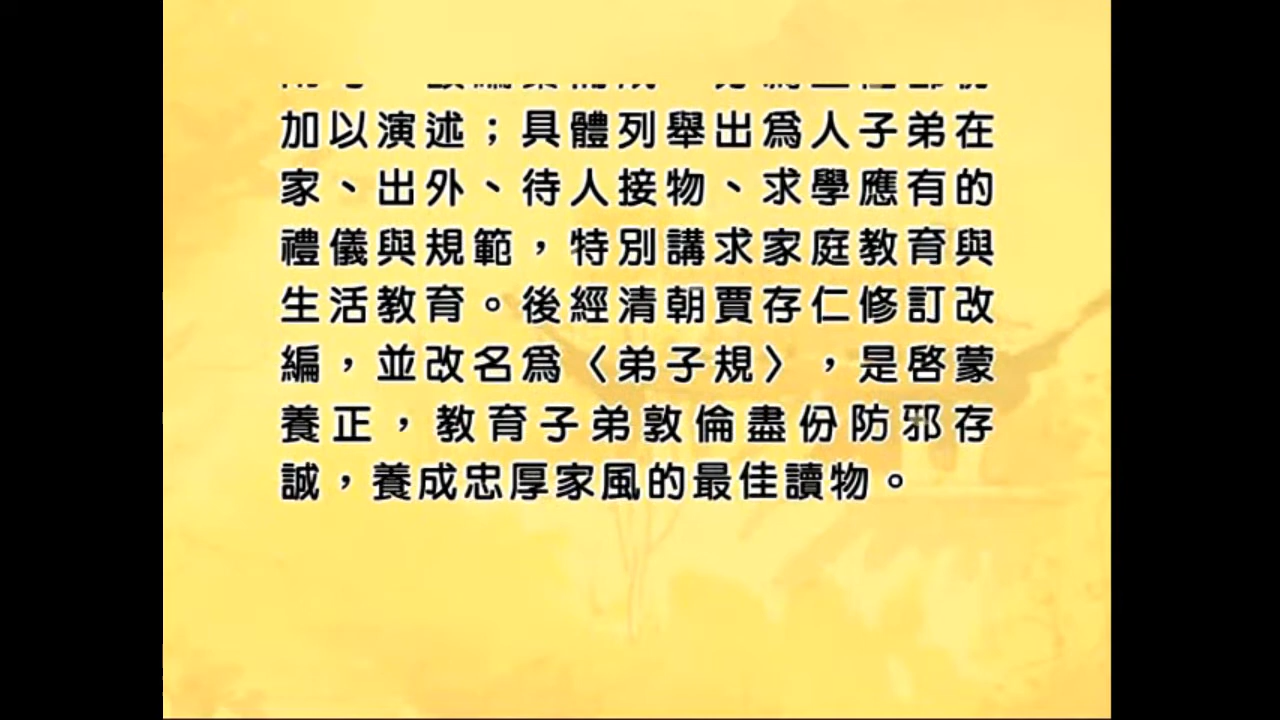 加以演述；具體列舉出爲人子弟在
家、出外、待人接物、求學應有的
禮儀與規範，特別講求家庭教育與
生活教育。後經清朝賈存仁修訂改
編，並改名爲〈弟子規〉，是啓蒙
養正，教育子弟敦倫盡份防邪存
誠，養成忠厚家風的最佳讀物。